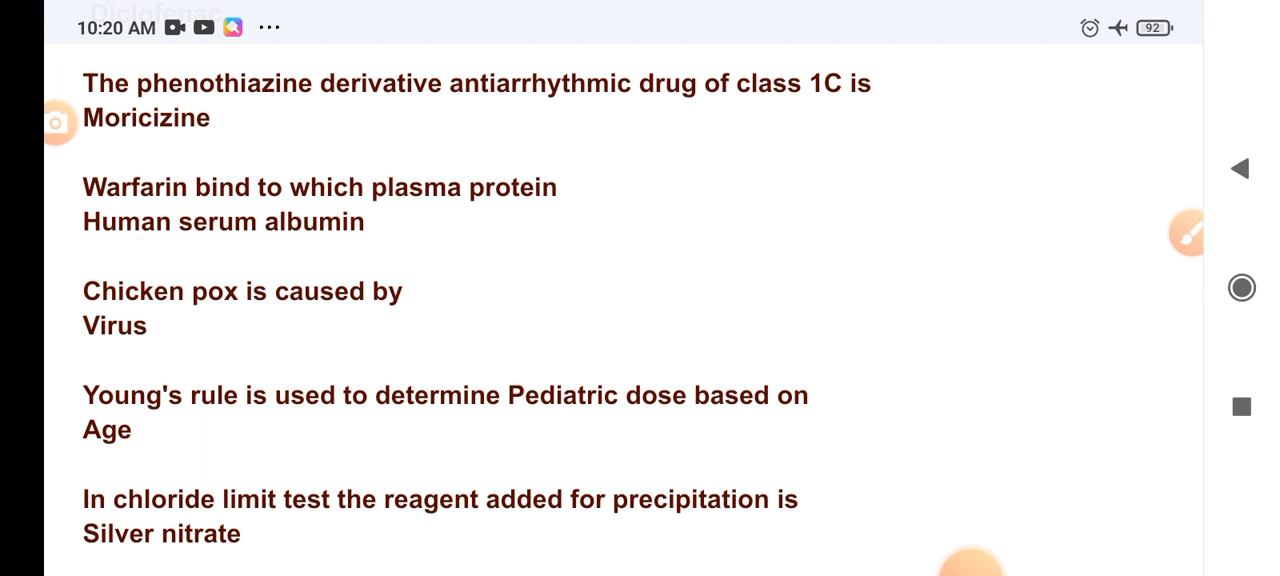 Diclofenac
10:20 AM
92
The phenothiazine derivative antiarrhythmic drug of class 1C is
Moricizine
Warfarin bind to which plasma protein
Human serum albumin
Chicken pox is caused by
Virus
Young's rule is used to determine Pediatric dose based on
Age
In chloride limit test the reagent added for precipitation is
Silver nitrate